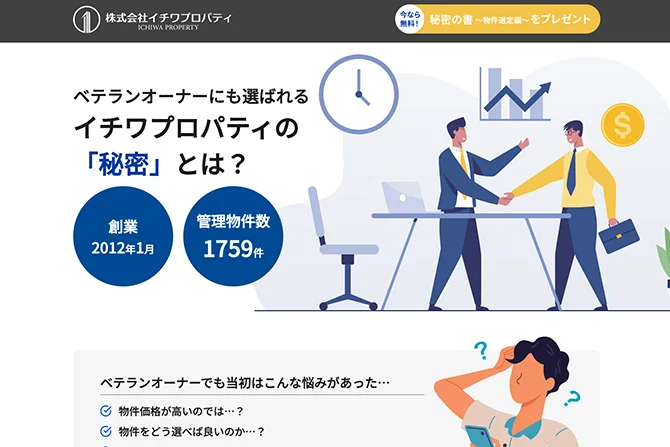 株式会社イチワプロパティ
ICHIWA PROPERTY
今なら
無料!
秘密の書 ～物件選定編～ をプレゼント
ベテランオーナーにも選ばれる
イチワプロパティの
「秘密」とは？
創業
2012年1月
管理物件数
1759件
$
ベテランオーナーでも当初はこんな悩みがあった…
物件価格が高いのでは…？
物件をどう選べば良いのか…？
?
?